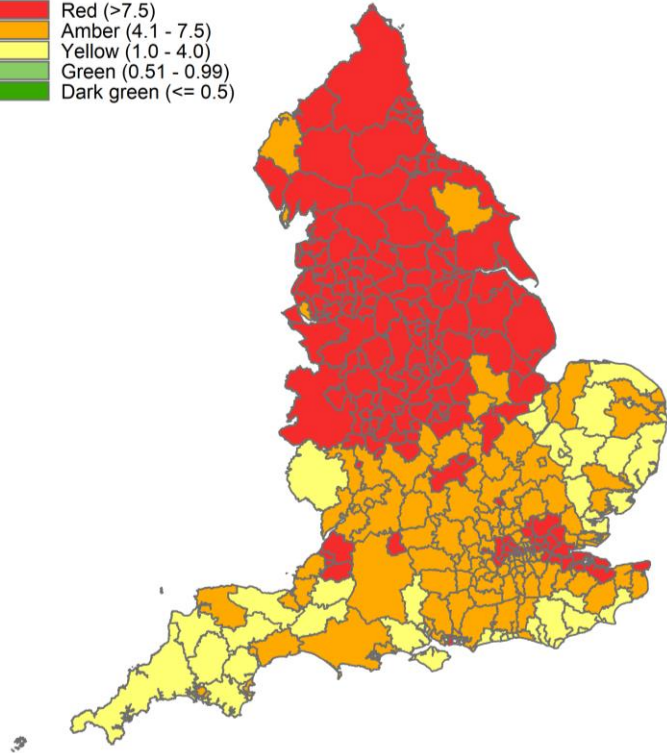 Red (>7.5)
Amber (4.1 - 7.5)
Yellow (1.0 - 4.0)
Green (0.51 - 0.99)
Dark green (<= 0.5)